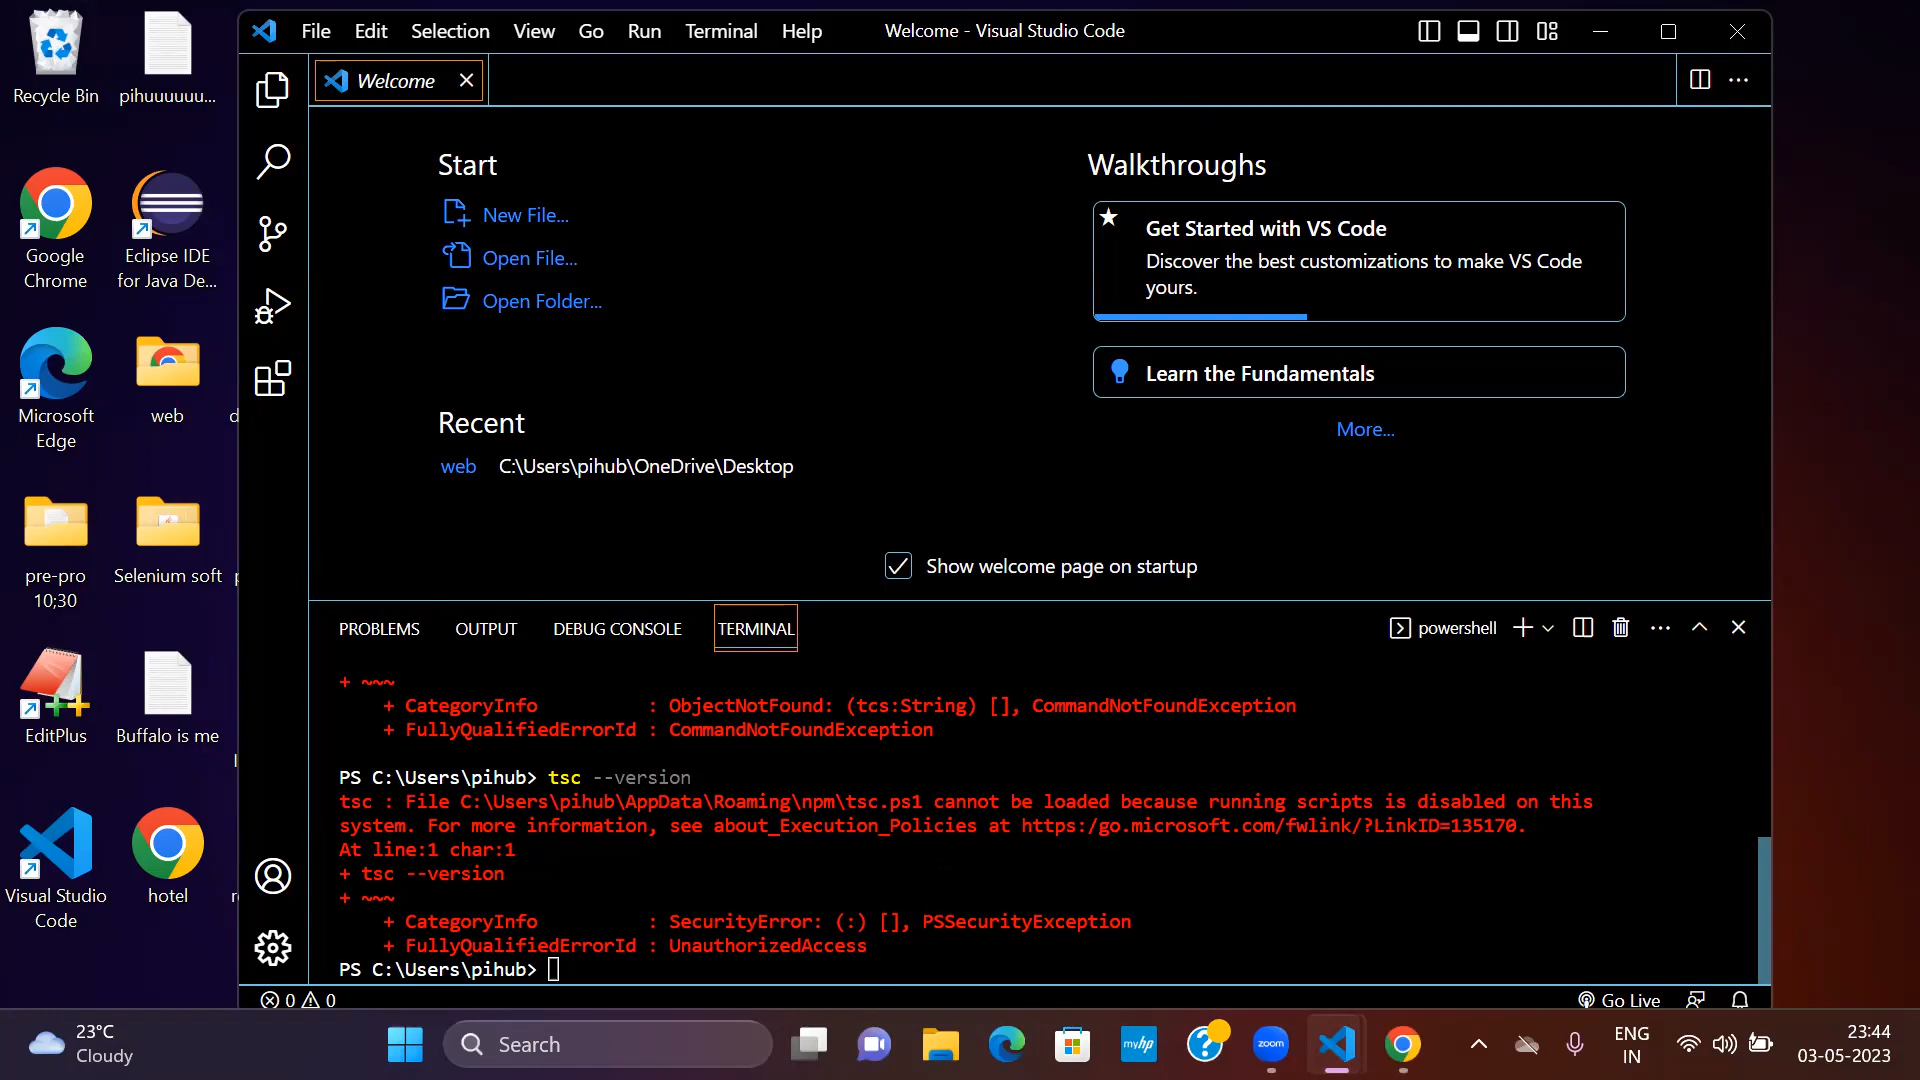 File Edit Selection View Go Run Terminal Help Welcome - Visual Studio Code
Recycle Bin
pihuuuuuu...
Google
Chrome
Eclipse IDE
for Java De...
Microsoft
Edge
web
pre-pro
10;30
Selenium soft
EditPlus
Buffalo is me
Visual Studio
Code
hotel
Welcome
Start
New File...
Open File...
Open Folder...
Recent
web C:\Users\pihub\OneDrive\Desktop
Walkthroughs
Get Started with VS Code
Discover the best customizations to make VS Code
yours.
Learn the Fundamentals
More...
Show welcome page on startup
PROBLEMS OUTPUT DEBUG CONSOLE TERMINAL powershell
+ ~~~
+ CategoryInfo : ObjectNotFound: (tcs:String) [], CommandNotFoundException
+ FullyQualifiedErrorId : CommandNotFoundException
PS C:\Users\pihub> tsc --version
tsc : File C:\Users\pihub\AppData\Roaming\npm\tsc.ps1 cannot be loaded because running scripts is disabled on this
system. For more information, see about_Execution_Policies at https:/go.microsoft.com/fwlink/?LinkID=135170.
At line:1 char:1
+ tsc --version
+ ~~~
+ CategoryInfo : SecurityError: (:) [], PSSecurityException
+ FullyQualifiedErrorId : UnauthorizedAccess
PS C:\Users\pihub>
0 0 Go Live
23°C
Cloudy
Search
myhp
zoom
ENG
IN
23:44
03-05-2023